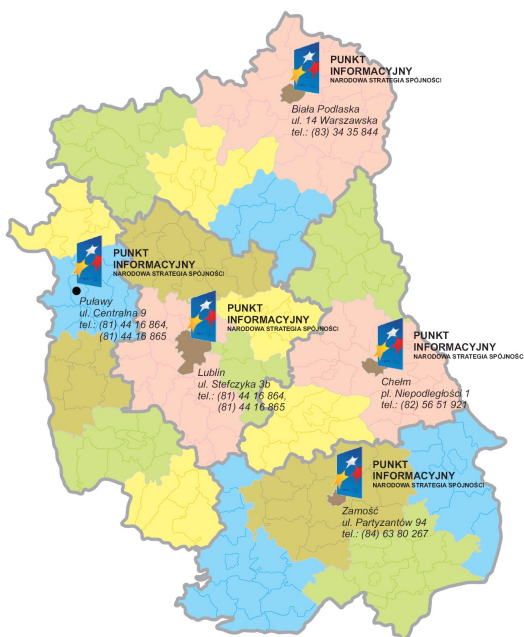 PUNKT
INFORMACYJNY
NARODOWA STRATEGIA SPÓJNOŚCI
Biała Podlaska
ul. 14 Warszawska
tel.: (83) 34 35 844
PUNKT
INFORMACYJNY
NARODOWA STRATEGIA SPÓJNOŚCI
Puławy
ul. Centralna 9
tel.: (81) 44 16 864,
(81) 44 16 865
PUNKT
INFORMACYJNY
NARODOWA STRATEGIA SPÓJNOŚCI
Lublin
ul. Stefczyka 3b
tel.: (81) 44 16 864,
(81) 44 16 865
PUNKT
INFORMACYJNY
NARODOWA STRATEGIA SPÓJNOŚC
Chełm
pl. Niepodległości 1
tel.: (82) 56 51 921
PUNKT
INFORMACYJNY
NARODOWA STRATEGIA SPÓJNOŚCI
Zamość
ul. Partyzantów 94
tel.: (84) 63 80 267